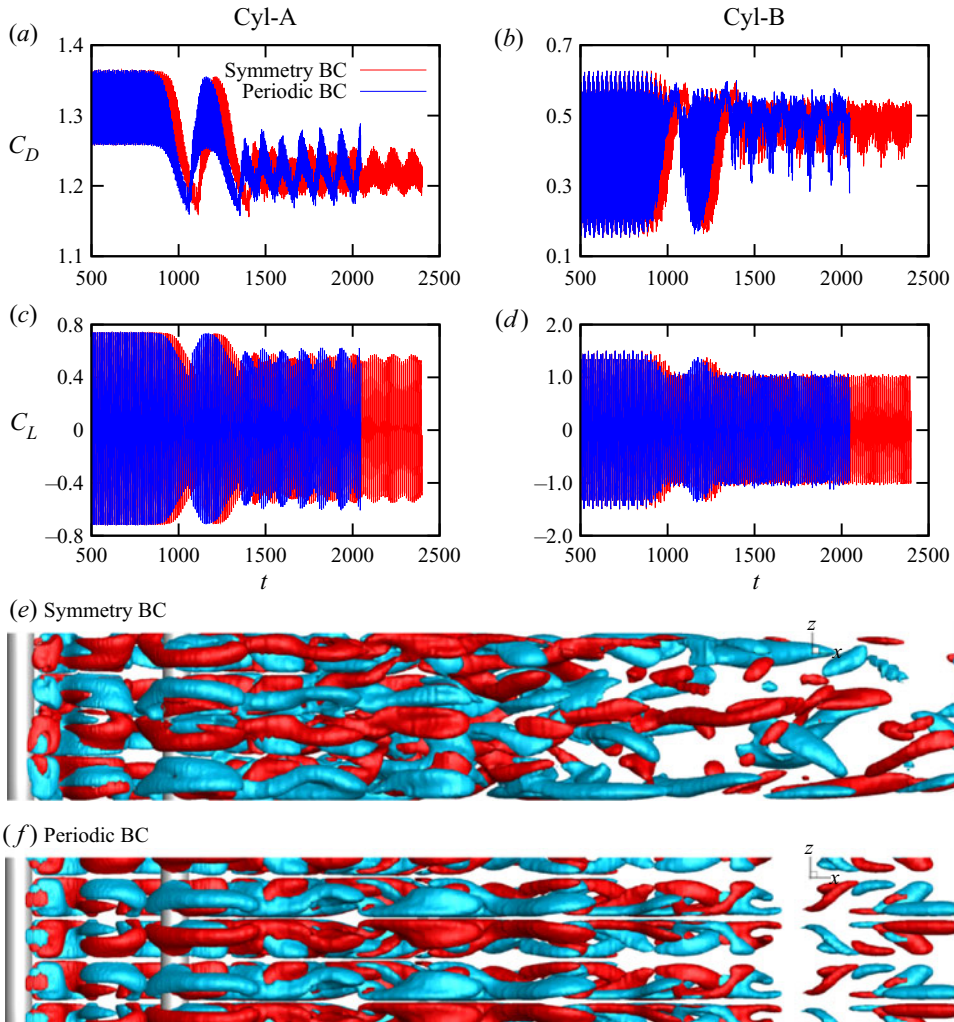 Cyl-A
Cyl-B
(a)
(b)
1.4
1.3
1.2
1.1
C_D
Symmetry BC
Periodic BC
500 1000 1500 2000 2500
0.7
0.5
0.3
0.1
500 1000 1500 2000 2500
(c)
(d)
0.8
0.4
0
–0.4
–0.8
C_L
500 1000 1500 2000 2500
t
2.0
1.0
0
–1.0
–2.0
500 1000 1500 2000 2500
t
(e) Symmetry BC
z
x
(f) Periodic BC
z
x